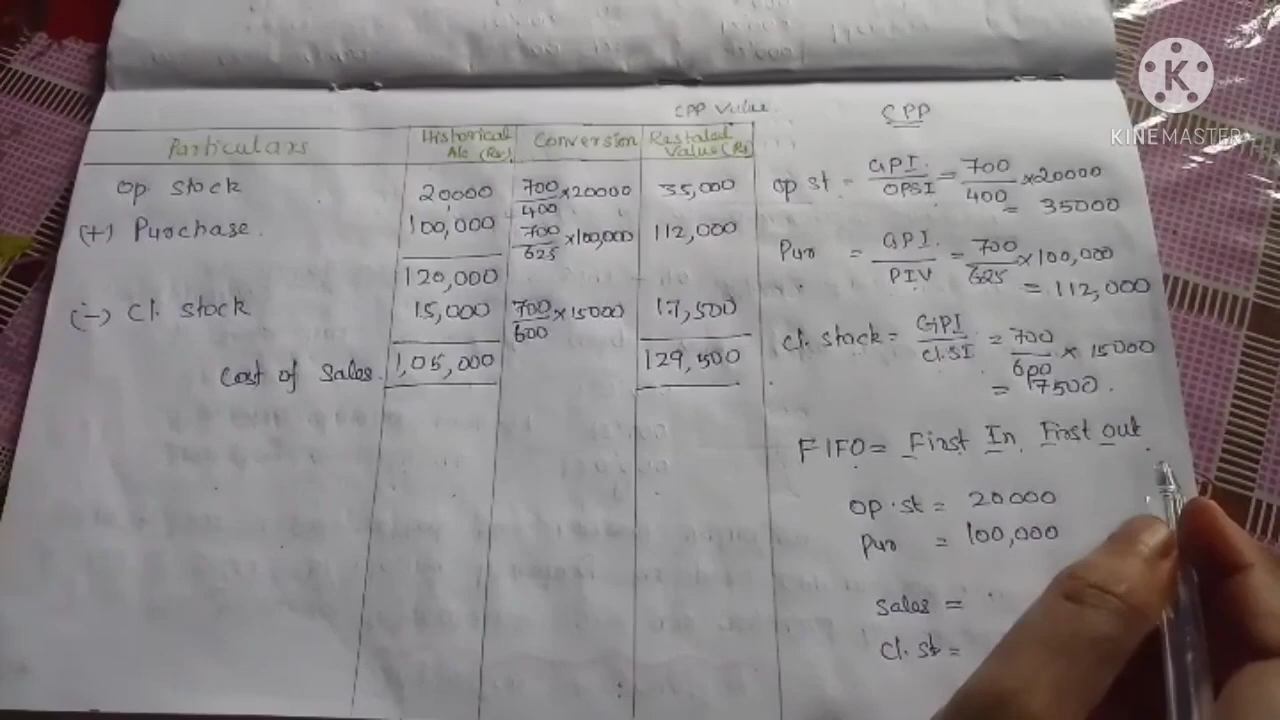 K
KINEMASTER
CPP Value.
Particulars Historical A/c (Rs.) Conversion Restated Value (Rs)
Op. Stock 20000 700/400 ×20000 35,000
(+) Purchase. 100,000 700/625 ×100,000 112,000
120,000
(-) Cl. Stock 15,000 700/600 ×15000 17,500
Cost of Sales. 1,05,000 129,500
CPP
Op st = GPI./OPSI = 700/400 ×20000
= 35000
Pur = GPI./PIV = 700/625 ×100,000
= 112,000
Cl. Stock = GPI/Cl.SI = 700/600 × 15000
= 17500.
FIFO = First In First Out
Op. st = 20000
Pur = 100,000
Sales =
Cl. st =